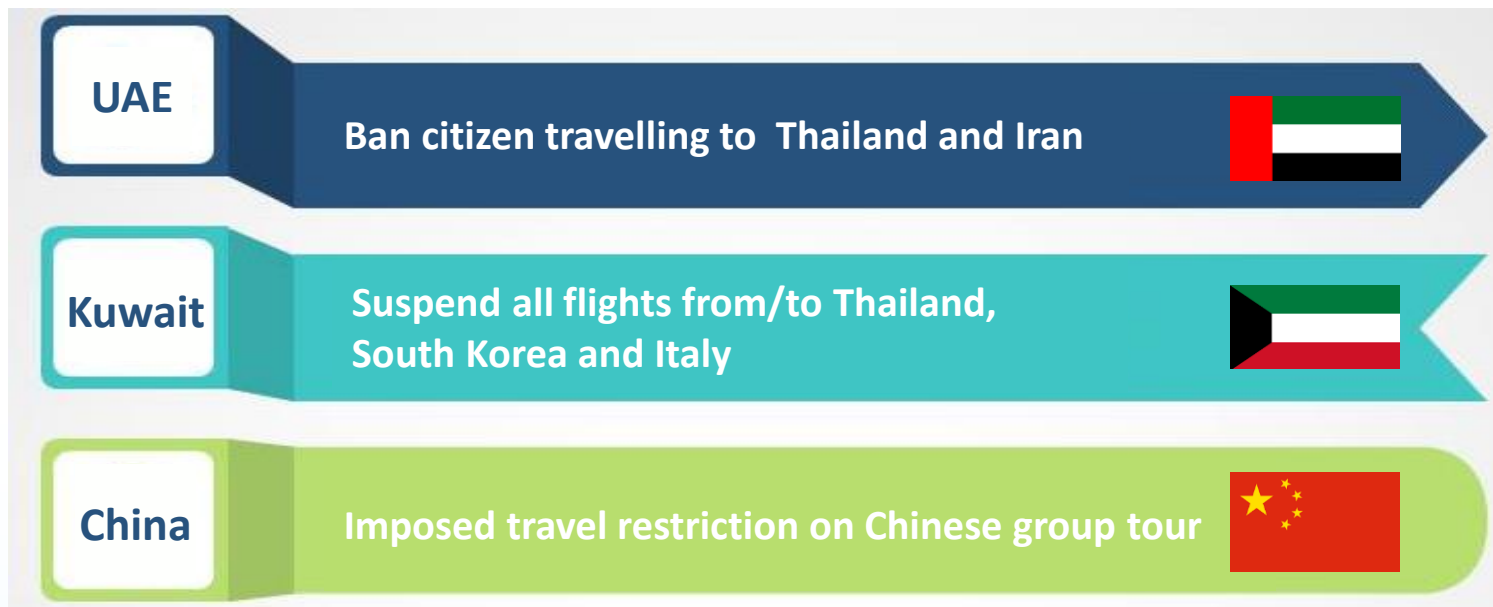 UAE
Ban citizen travelling to  Thailand and Iran
Kuwait
Suspend all flights from/to Thailand,
South Korea and Italy
China
Imposed travel restriction on Chinese group tour